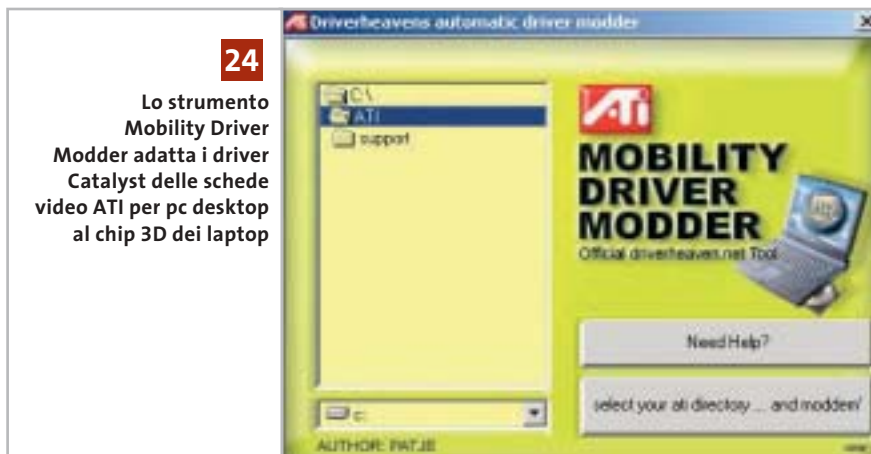 24
Lo strumento
Mobility Driver
Modder adatta i driver
Catalyst delle schede
video ATI per pc desktop
al chip 3D dei laptop
Driverheavens automatic driver modder
C:\
ATI
support
ATI
MOBILITY
DRIVER
MODDER
Official driverheaven.net Tool
Need Help?
select your ati directory ... and moddem!
c:
AUTHOR: PATJE